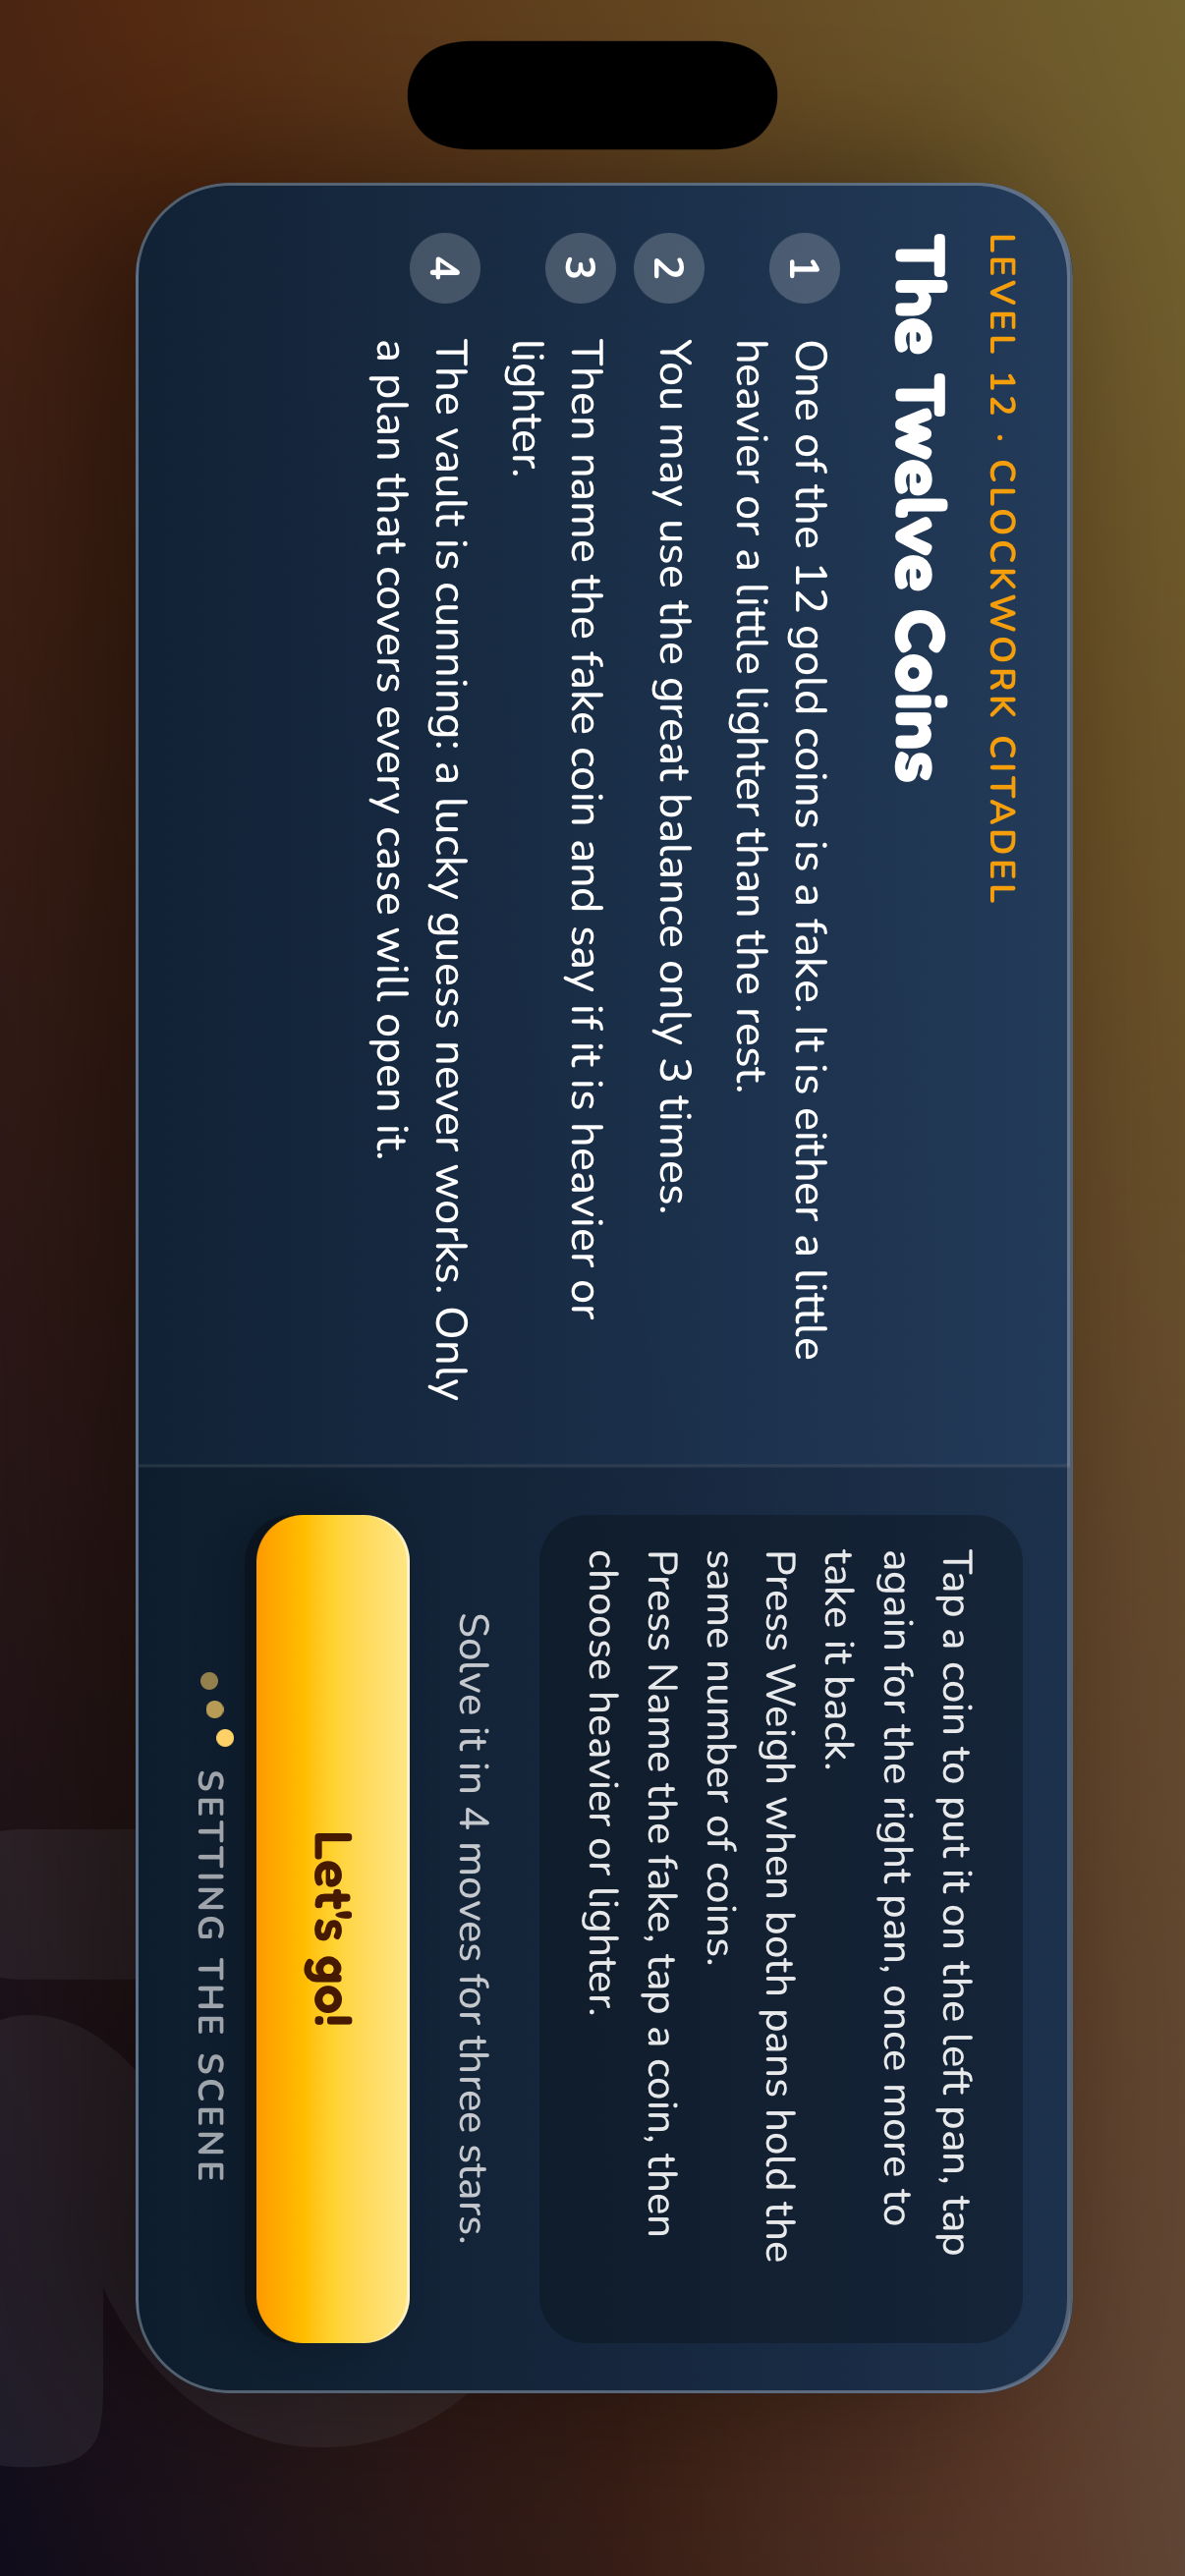 LEVEL 12 · CLOCKWORK CITADEL
The Twelve Coins
1
One of the 12 gold coins is a fake. It is either a little
heavier or a little lighter than the rest.
2
You may use the great balance only 3 times.
3
Then name the fake coin and say if it is heavier or
lighter.
4
The vault is cunning: a lucky guess never works. Only
a plan that covers every case will open it.
Tap a coin to put it on the left pan, tap
again for the right pan, once more to
take it back.
Press Weigh when both pans hold the
same number of coins.
Press Name the fake, tap a coin, then
choose heavier or lighter.
Solve it in 4 moves for three stars.
Let's go!
SETTING THE SCENE